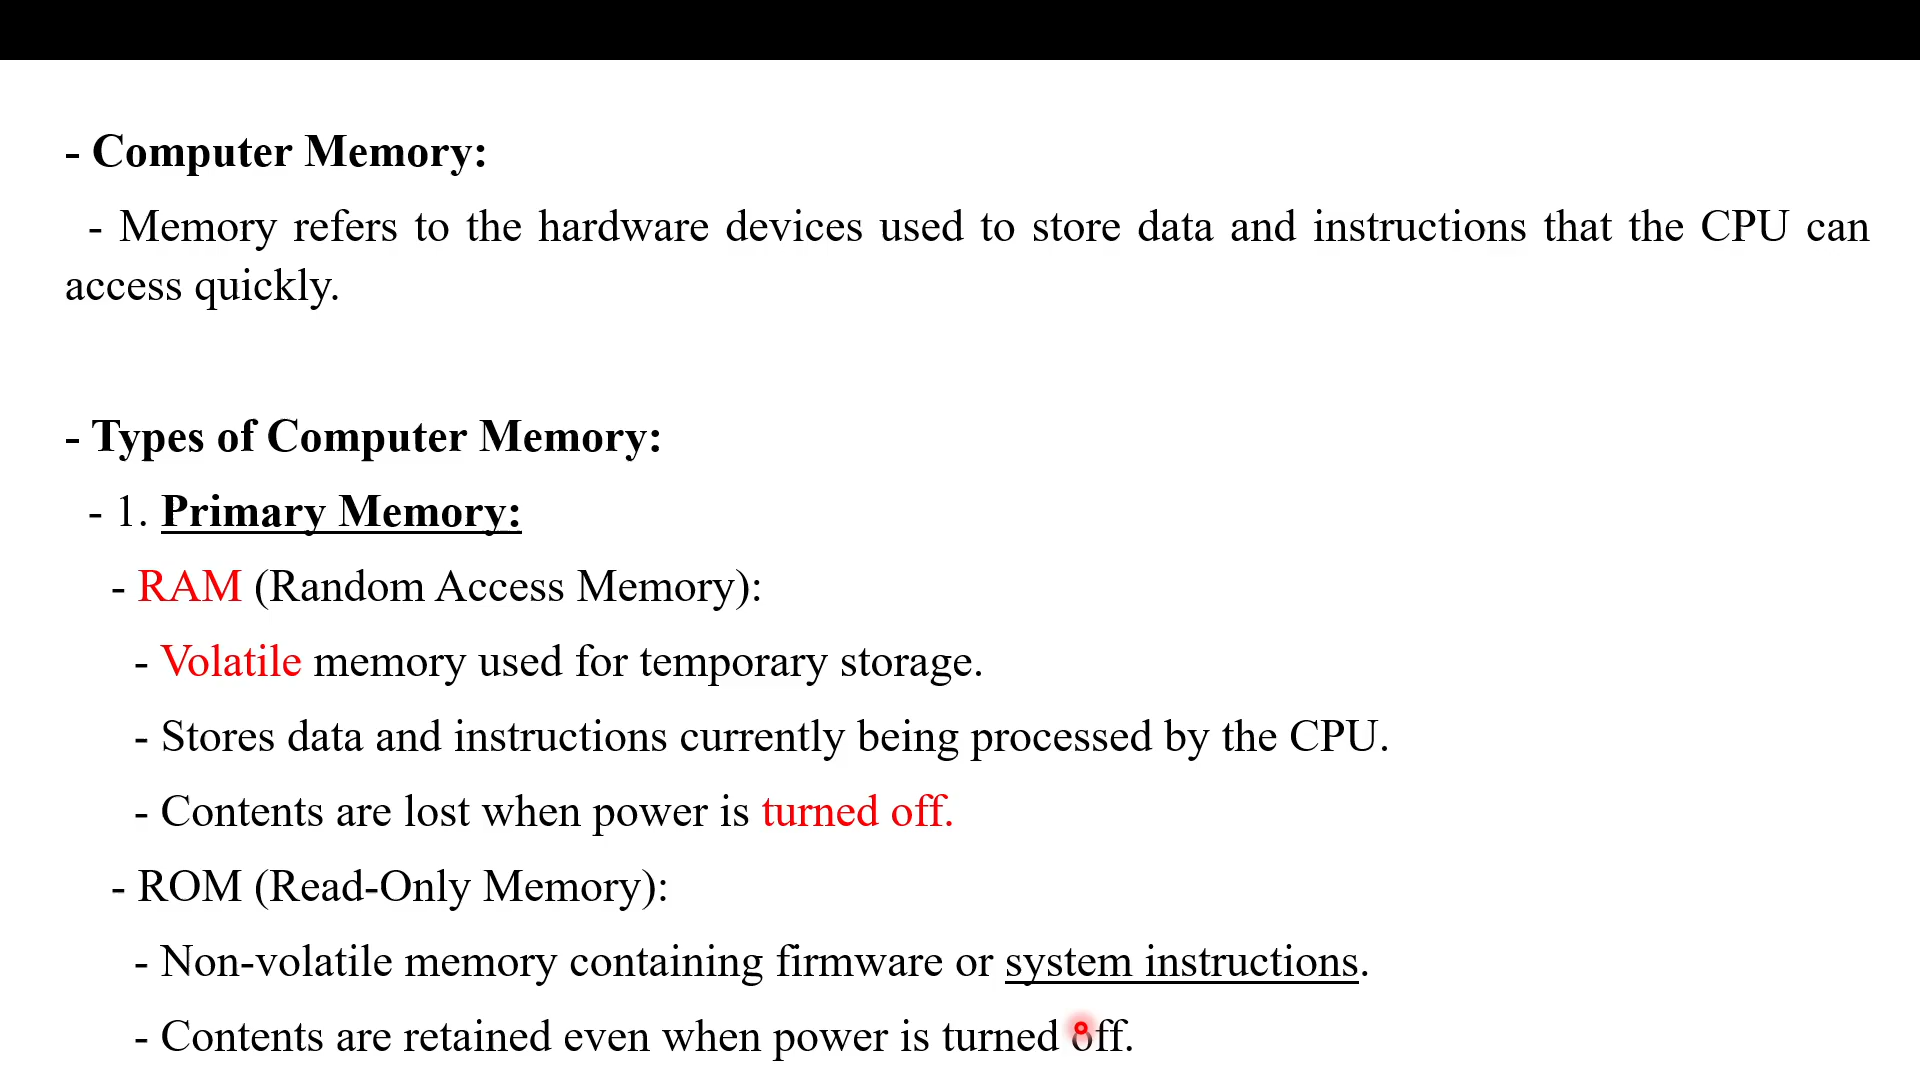 - Computer Memory:
- Memory refers to the hardware devices used to store data and instructions that the CPU can
access quickly.
- Types of Computer Memory:
- 1. Primary Memory:
- RAM (Random Access Memory):
- Volatile memory used for temporary storage.
- Stores data and instructions currently being processed by the CPU.
- Contents are lost when power is turned off.
- ROM (Read-Only Memory):
- Non-volatile memory containing firmware or system instructions.
- Contents are retained even when power is turned off.